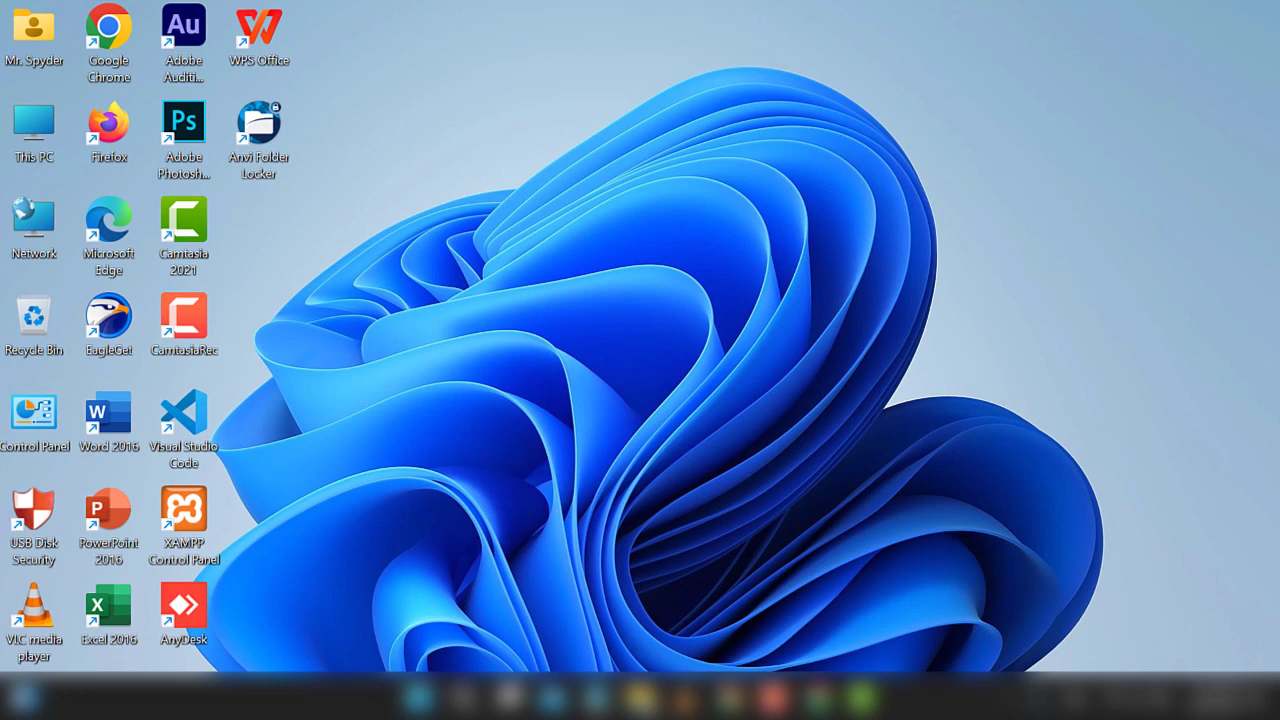 Mr. Spyder
Google
Chrome
Au
Adobe
Auditi...
WPS Office
This PC
Firefox
Ps
Adobe
Photosh...
Anvi Folder
Locker
Network
Microsoft
Edge
Camtasia
2021
Recycle Bin
EagleGet
CamtasiaRec
Control Panel
W
Word 2016
Visual Studio
Code
USB Disk
Security
P
PowerPoint
2016
XAMPP
Control Panel
VLC media
player
X
Excel 2016
AnyDesk